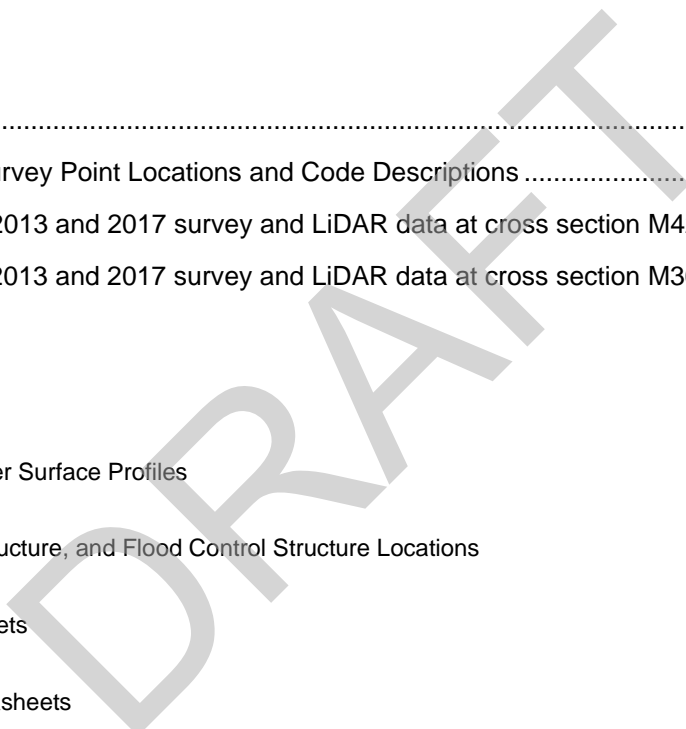 rvey Point Locations and Code Descriptions
2013 and 2017 survey and LiDAR data at cross section M4
2013 and 2017 survey and LiDAR data at cross section M3
er Surface Profiles
ucture, and Flood Control Structure Locations
ets
sheets
DRAFT